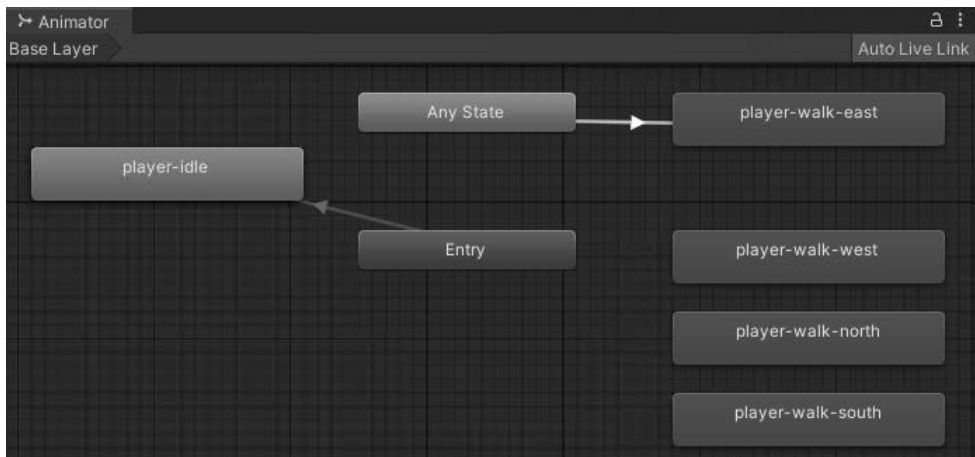 Animator
Base Layer
Auto Live Link
Any State
player-walk-east
player-idle
Entry
player-walk-west
player-walk-north
player-walk-south